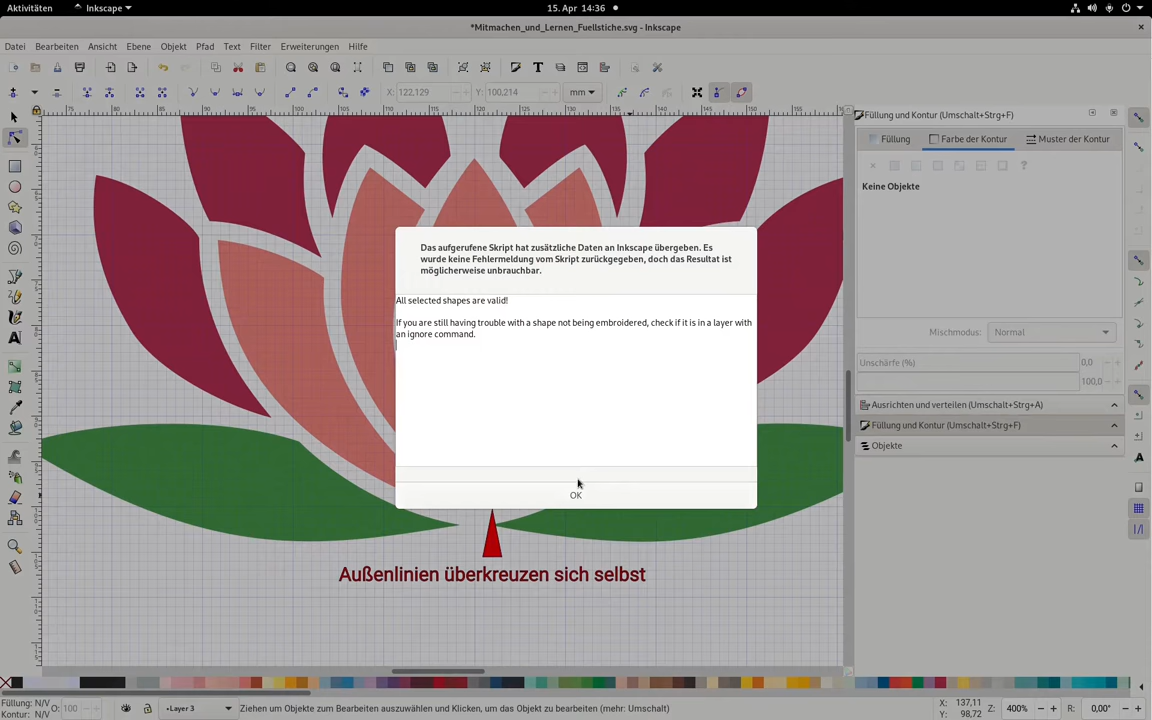 Aktivitäten
Inkscape
15. Apr 14:36
*Mitmachen_und_Lernen_Fuellstiche.svg - Inkscape
Datei Bearbeiten Ansicht Ebene Objekt Pfad Text Filter Erweiterungen Hilfe
X: 122,129 Y: 100,214 mm
Füllung und Kontur (Umschalt+Strg+F)
Füllung Farbe der Kontur Muster der Kontur
Keine Objekte
Das aufgerufene Skript hat zusätzliche Daten an Inkscape übergeben. Es
wurde keine Fehlermeldung vom Skript zurückgegeben, doch das Resultat ist
möglicherweise unbrauchbar.
All selected shapes are valid!
If you are still having trouble with a shape not being embroidered, check if it is in a layer with
an ignore command.
OK
Mischmodus: Normal
Unschärfe (%) 0,0
100,0
Ausrichten und verteilen (Umschalt+Strg+A)
Füllung und Kontur (Umschalt+Strg+F)
Objekte
Außenlinien überkreuzen sich selbst
Füllung: N/V
Kontur: N/V
O: 100
Layer 3
Ziehen um Objekte zum Bearbeiten auszuwählen und Klicken, um das Objekt zu bearbeiten (mehr: Umschalt)
X: 137,11
Y: 98,72
Z: 400%
R: 0,00°